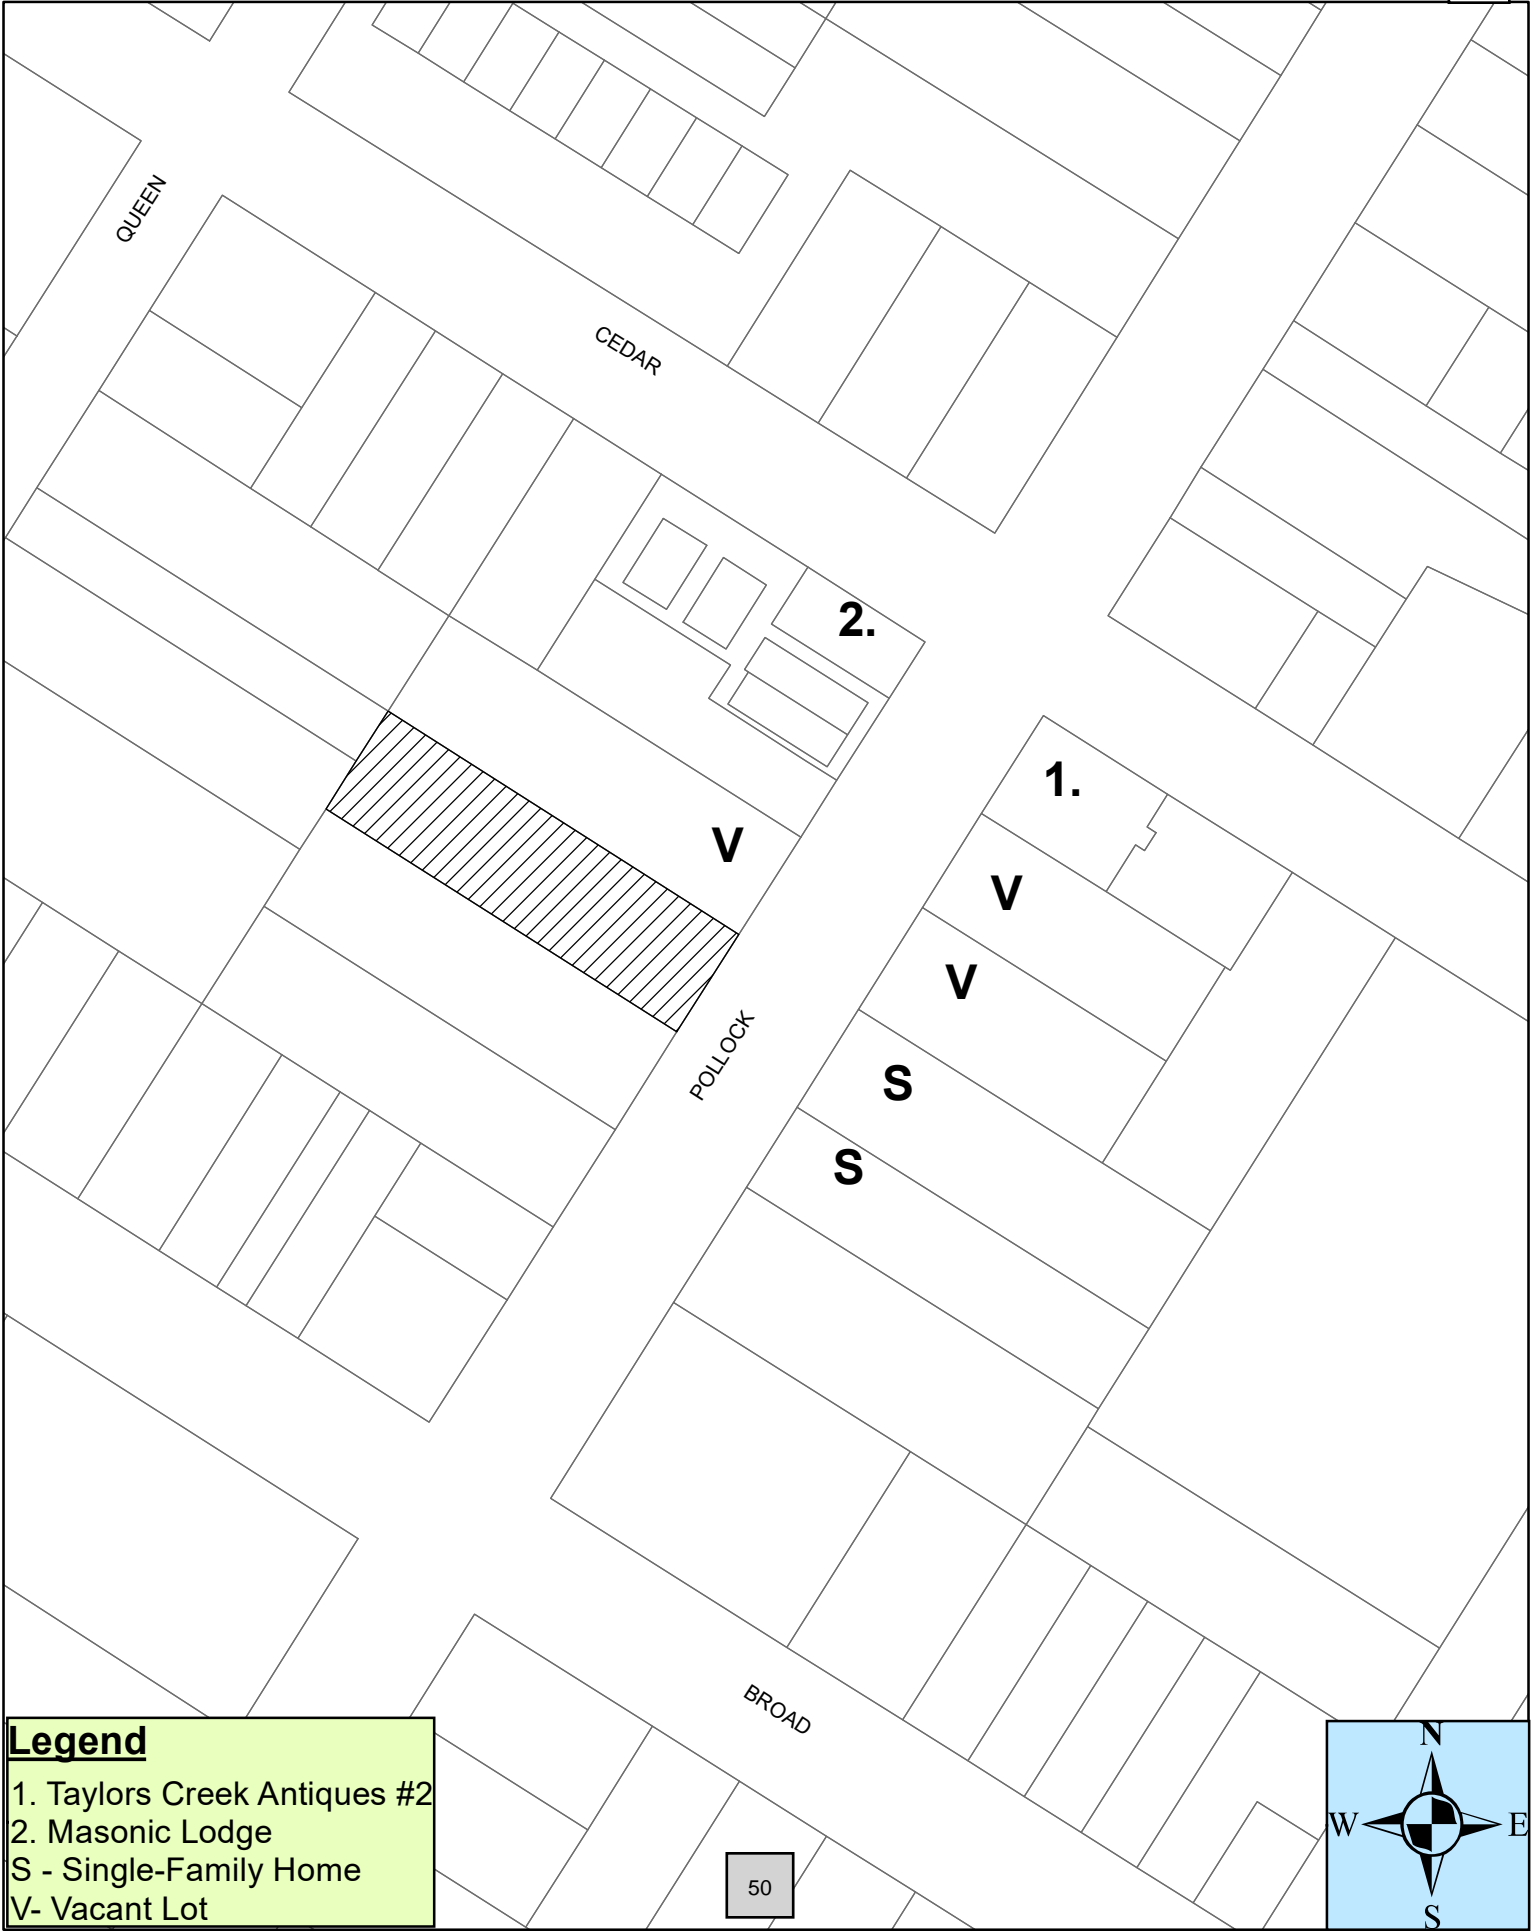 QUEEN
CEDAR
2.
1.
V
V
V
POLLOCK
S
S
BROAD
Legend
1. Taylors Creek Antiques #2
2. Masonic Lodge
S - Single-Family Home
V- Vacant Lot
50
N
W E
S